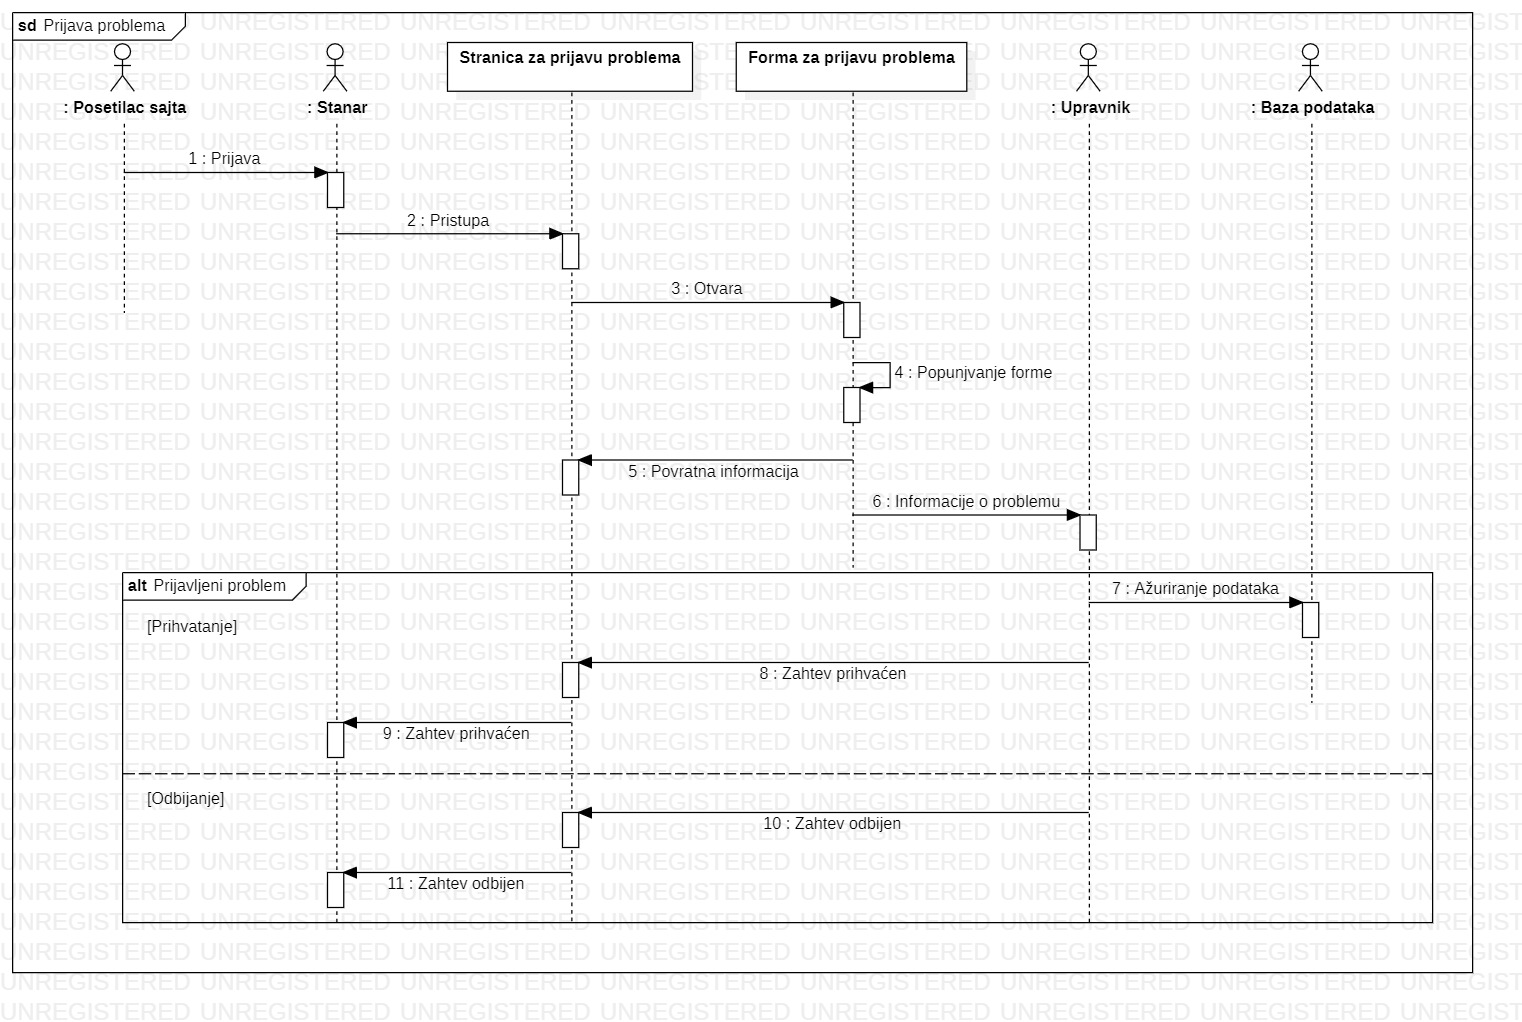 sd Prijava problema
: Posetilac sajta
: Stanar
Stranica za prijavu problema
Forma za prijavu problema
: Upravnik
: Baza podataka
1 : Prijava
2 : Pristupa
3 : Otvara
4 : Popunjvanje forme
5 : Povratna informacija
6 : Informacije o problemu
alt Prijavljeni problem
7 : Ažuriranje podataka
[Prihvatanje]
8 : Zahtev prihvaćen
9 : Zahtev prihvaćen
[Odbijanje]
10 : Zahtev odbijen
11 : Zahtev odbijen
UNREGISTERED